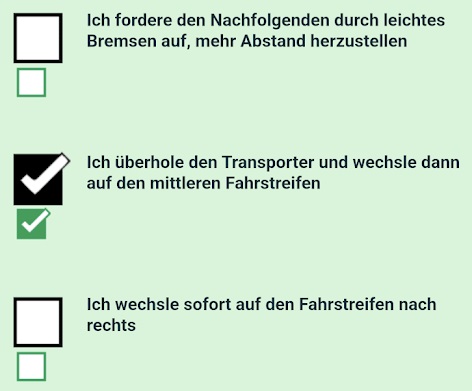 Ich fordere den Nachfolgenden durch leichtes
Bremsen auf, mehr Abstand herzustellen
Ich überhole den Transporter und wechsle dann
auf den mittleren Fahrstreifen
Ich wechsle sofort auf den Fahrstreifen nach
rechts